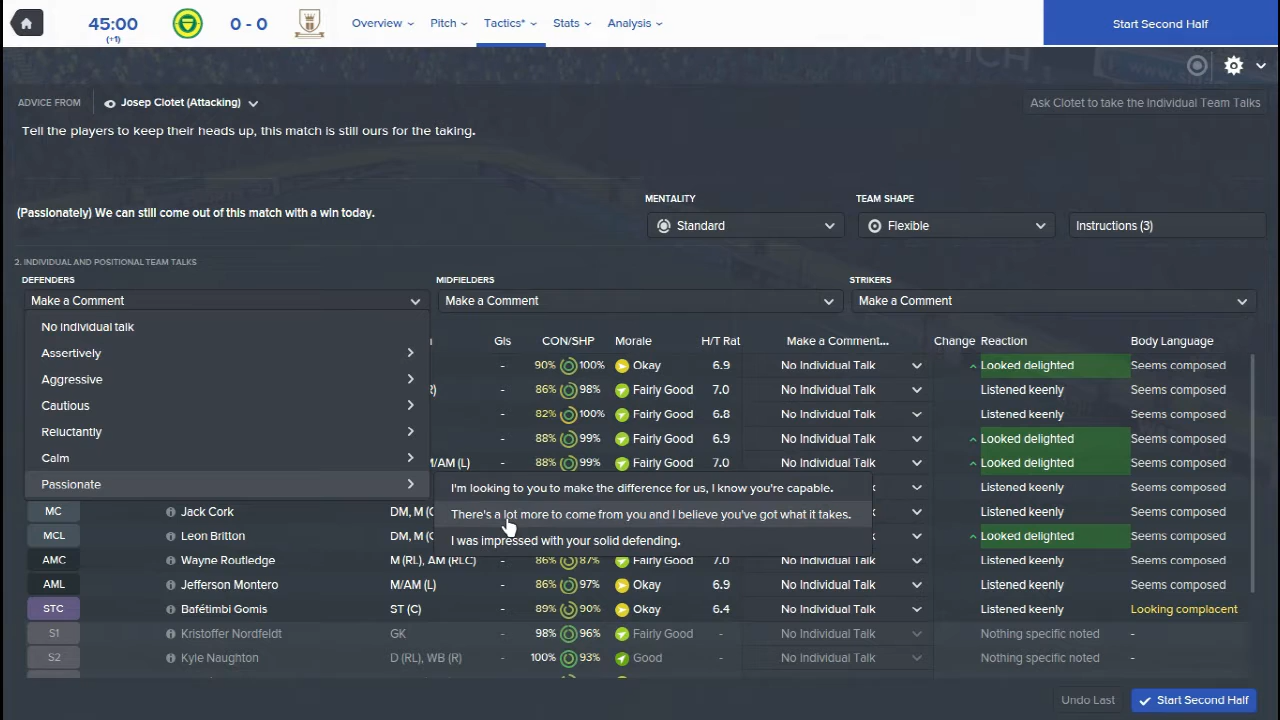 45:00
(+1)
0 - 0
Overview
Pitch
Tactics*
Stats
Analysis
Start Second Half
ADVICE FROM
Josep Clotet (Attacking)
Ask Clotet to take the Individual Team Talks
Tell the players to keep their heads up, this match is still ours for the taking.
MENTALITY
TEAM SHAPE
(Passionately) We can still come out of this match with a win today.
Standard
Flexible
Instructions (3)
2. INDIVIDUAL AND POSITIONAL TEAM TALKS
DEFENDERS
MIDFIELDERS
STRIKERS
Make a Comment
Make a Comment
Make a Comment
No individual talk
Assertively
Aggressive
Cautious
Reluctantly
Calm
Passionate
I'm looking to you to make the difference for us, I know you're capable.
There's a lot more to come from you and I believe you've got what it takes.
I was impressed with your solid defending.
Gls CON/SHP Morale H/T Rat Make a Comment... Change Reaction Body Language
- 90% 100% Okay 6.9 No Individual Talk Looked delighted Seems composed
R) - 86% 98% Fairly Good 7.0 No Individual Talk Listened keenly Seems composed
- 82% 100% Fairly Good 6.8 No Individual Talk Listened keenly Seems composed
- 88% 99% Fairly Good 6.9 No Individual Talk Looked delighted Seems composed
M/AM (L) - 88% 99% Fairly Good 7.0 No Individual Talk Looked delighted Seems composed
Listened keenly Seems composed
MC Jack Cork DM, M (C Listened keenly Seems composed
MCL Leon Britton DM, M (C Looked delighted Seems composed
AMC Wayne Routledge M (RL), AM (RLC) - 86% 87% Fairly Good 7.0 No Individual Talk Listened keenly Seems composed
AML Jefferson Montero M/AM (L) - 86% 97% Okay 6.9 No Individual Talk Listened keenly Seems composed
STC Bafétimbi Gomis ST (C) - 89% 90% Okay 6.4 No Individual Talk Listened keenly Looking complacent
S1 Kristoffer Nordfeldt GK - 98% 96% Fairly Good - No Individual Talk Nothing specific noted -
S2 Kyle Naughton D (RL), WB (R) - 100% 93% Good - No Individual Talk Nothing specific noted -
Undo Last
Start Second Half